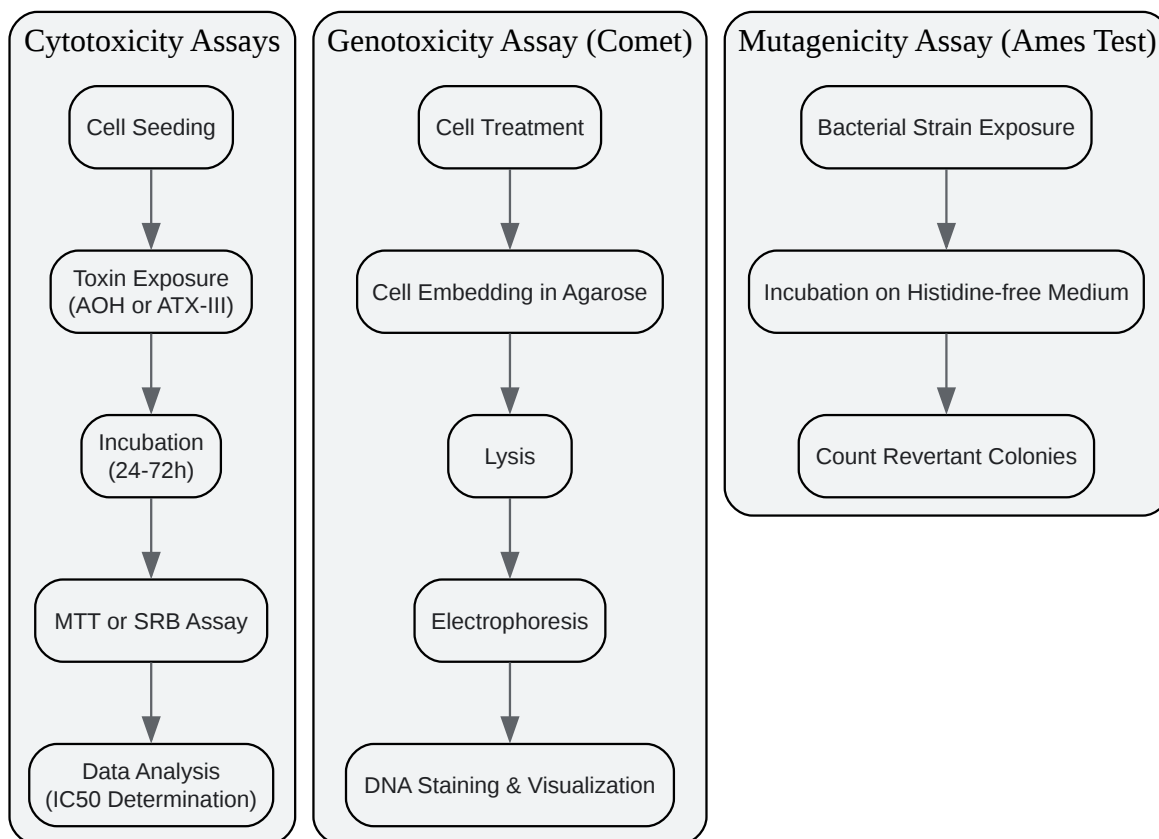 Cytotoxicity Assays
Cell Seeding
Toxin Exposure
(AOH or ATX-III)
Incubation
(24-72h)
MTT or SRB Assay
Data Analysis
(IC50 Determination)
Genotoxicity Assay (Comet)
Cell Treatment
Cell Embedding in Agarose
Lysis
Electrophoresis
DNA Staining & Visualization
Mutagenicity Assay (Ames Test)
Bacterial Strain Exposure
Incubation on Histidine-free Medium
Count Revertant Colonies